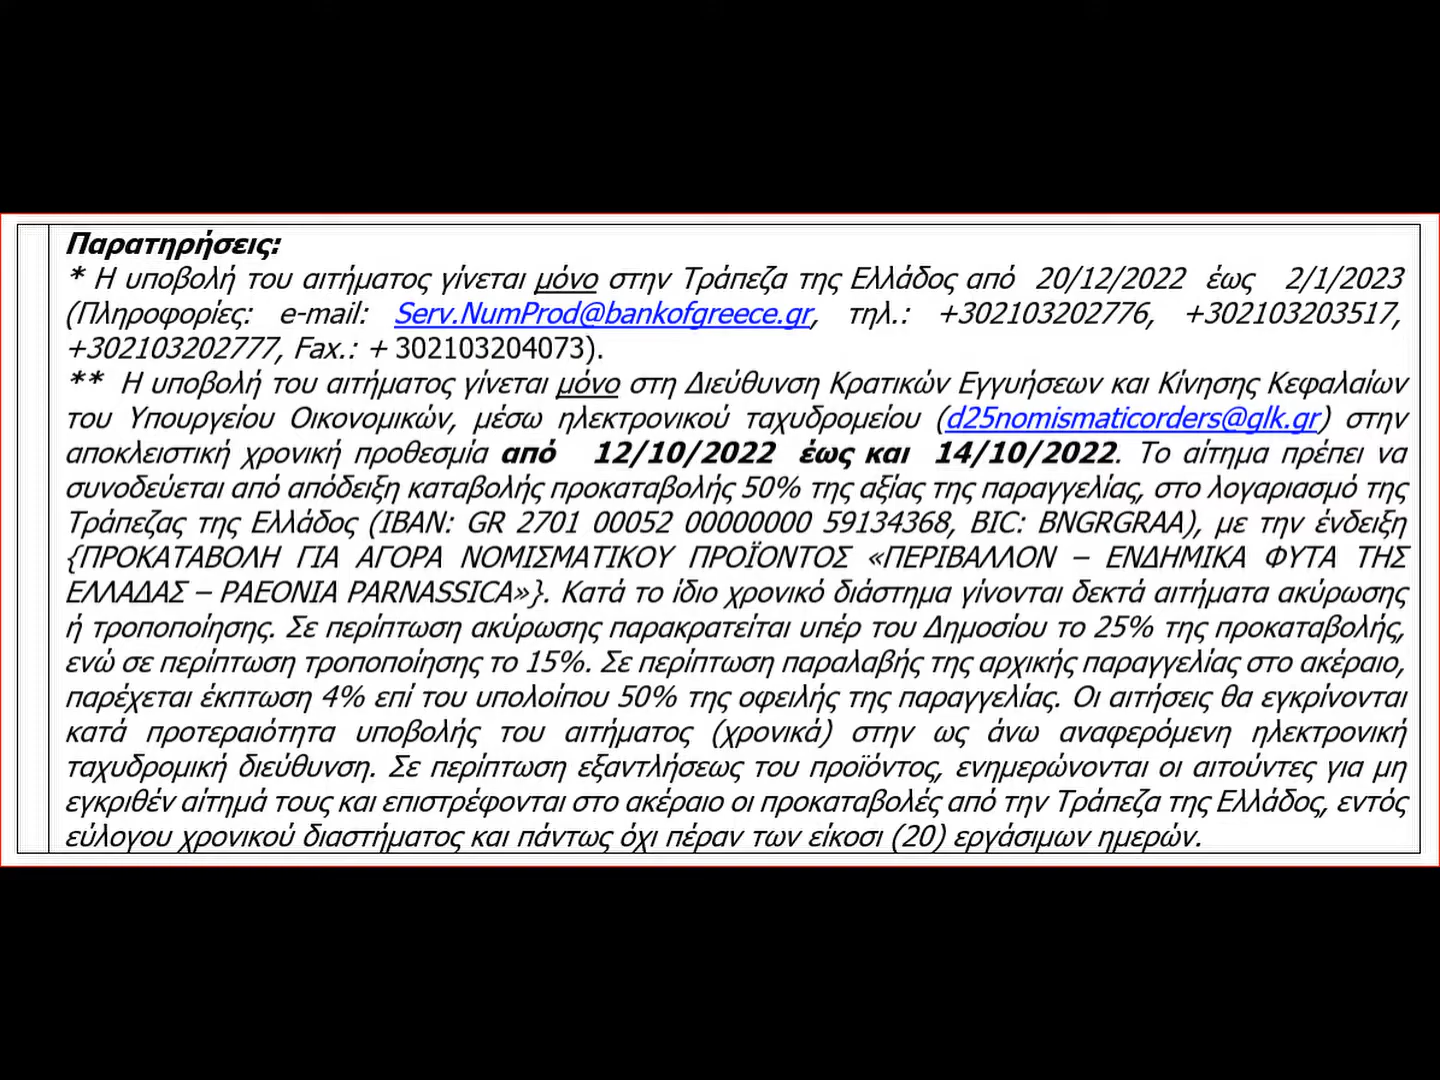 Παρατηρήσεις:
* Η υποβολή του αιτήματος γίνεται μόνο στην Τράπεζα της Ελλάδος από 20/12/2022 έως 2/1/2023
(Πληροφορίες: e-mail: Serv.NumProd@bankofgreece.gr, τηλ.: +302103202776, +302103203517,
+302103202777, Fax.: + 302103204073).
** Η υποβολή του αιτήματος γίνεται μόνο στη Διεύθυνση Κρατικών Εγγυήσεων και Κίνησης Κεφαλαίων
του Υπουργείου Οικονομικών, μέσω ηλεκτρονικού ταχυδρομείου (d25nomismaticorders@glk.gr) στην
αποκλειστική χρονική προθεσμία από 12/10/2022 έως και 14/10/2022. Το αίτημα πρέπει να
συνοδεύεται από απόδειξη καταβολής προκαταβολής 50% της αξίας της παραγγελίας, στο λογαριασμό της
Τράπεζας της Ελλάδος (IBAN: GR 2701 00052 00000000 59134368, BIC: BNGRGRAA), με την ένδειξη
{ΠΡΟΚΑΤΑΒΟΛΗ ΓΙΑ ΑΓΟΡΑ ΝΟΜΙΣΜΑΤΙΚΟΥ ΠΡΟΪΟΝΤΟΣ «ΠΕΡΙΒΑΛΛΟΝ – ΕΝΔΗΜΙΚΑ ΦΥΤΑ ΤΗΣ
ΕΛΛΑΔΑΣ – PAEONIA PARNASSICA»}. Κατά το ίδιο χρονικό διάστημα γίνονται δεκτά αιτήματα ακύρωσης
ή τροποποίησης. Σε περίπτωση ακύρωσης παρακρατείται υπέρ του Δημοσίου το 25% της προκαταβολής,
ενώ σε περίπτωση τροποποίησης το 15%. Σε περίπτωση παραλαβής της αρχικής παραγγελίας στο ακέραιο,
παρέχεται έκπτωση 4% επί του υπολοίπου 50% της οφειλής της παραγγελίας. Οι αιτήσεις θα εγκρίνονται
κατά προτεραιότητα υποβολής του αιτήματος (χρονικά) στην ως άνω αναφερόμενη ηλεκτρονική
ταχυδρομική διεύθυνση. Σε περίπτωση εξαντλήσεως του προϊόντος, ενημερώνονται οι αιτούντες για μη
εγκριθέν αίτημά τους και επιστρέφονται στο ακέραιο οι προκαταβολές από την Τράπεζα της Ελλάδος, εντός
εύλογου χρονικού διαστήματος και πάντως όχι πέραν των είκοσι (20) εργάσιμων ημερών.